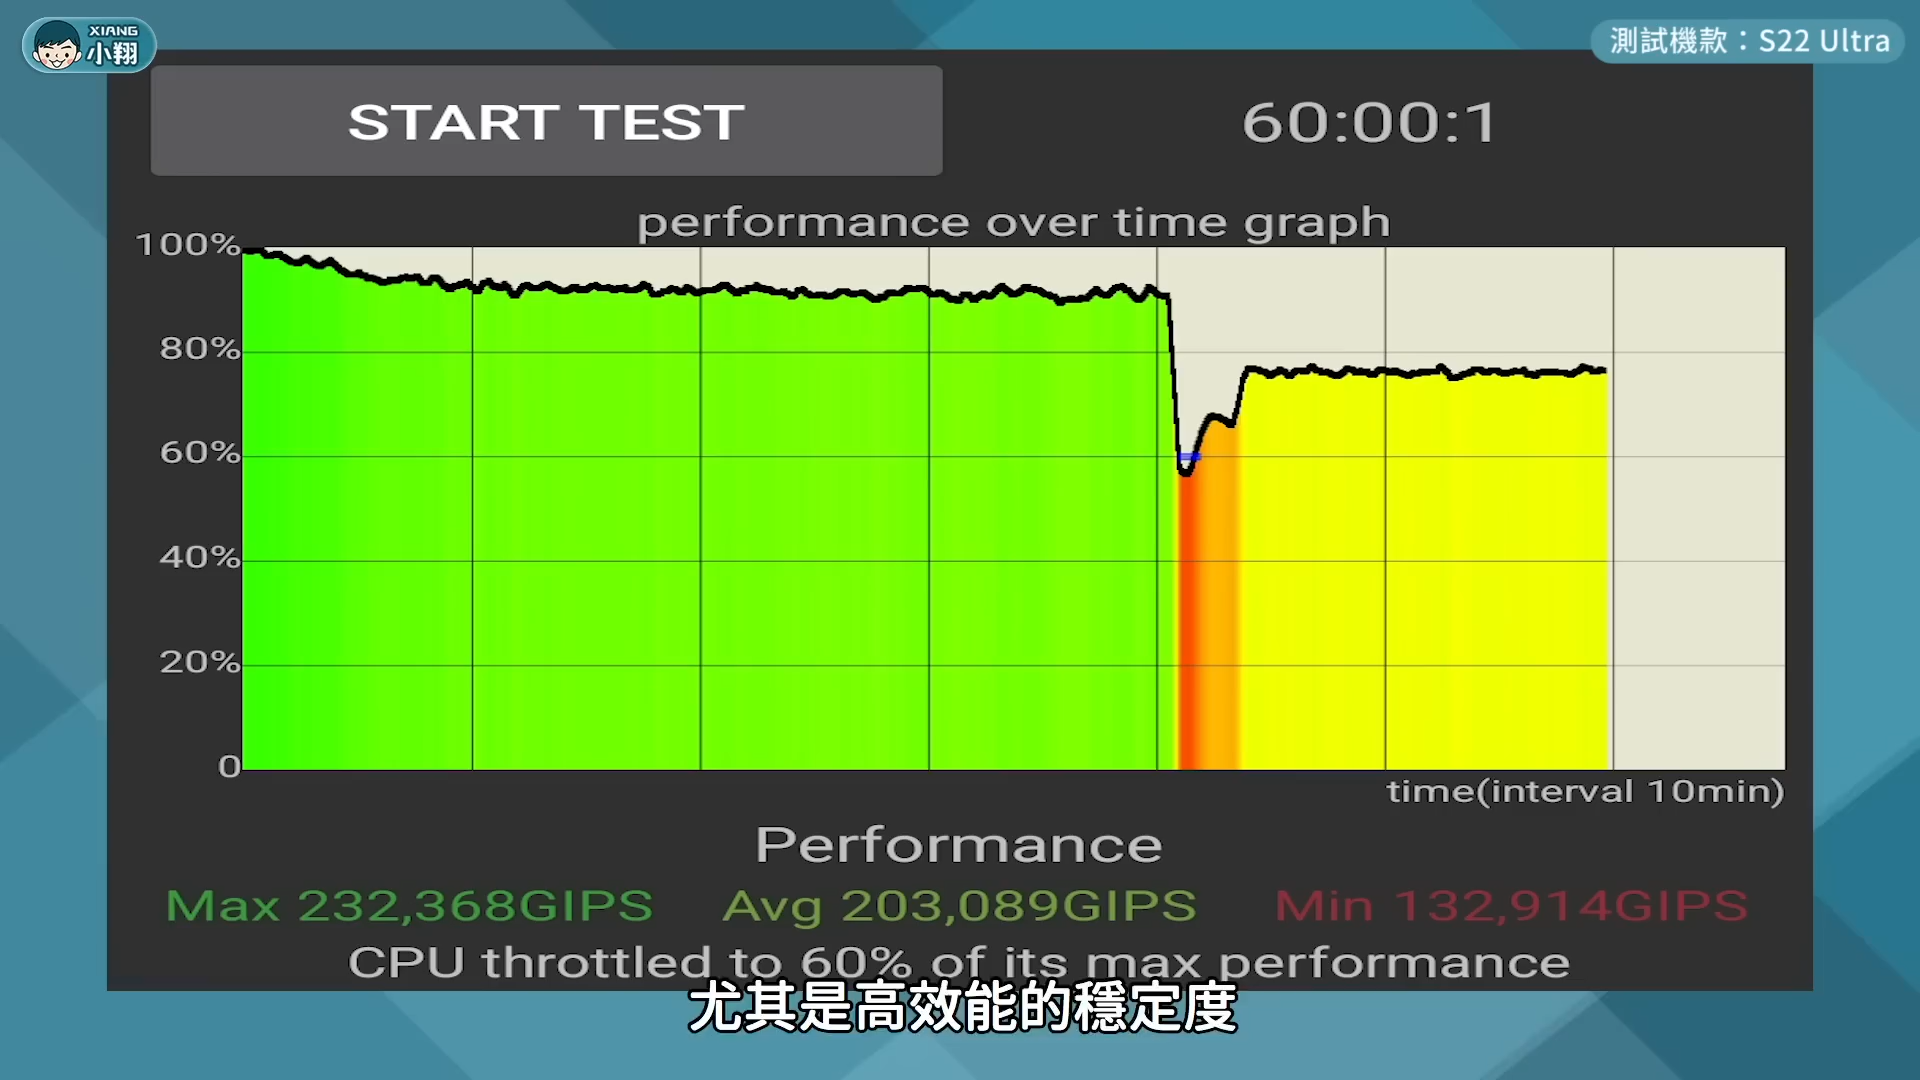 XIANG
小翔
測試機款：S22 Ultra
START TEST
60:00:1
performance over time graph
100%
80%
60%
40%
20%
0
time(interval 10min)
Performance
Max 232,368GIPS
Avg 203,089GIPS
Min 132,914GIPS
CPU throttled to 60% of its max performance
尤其是高效能的穩定度